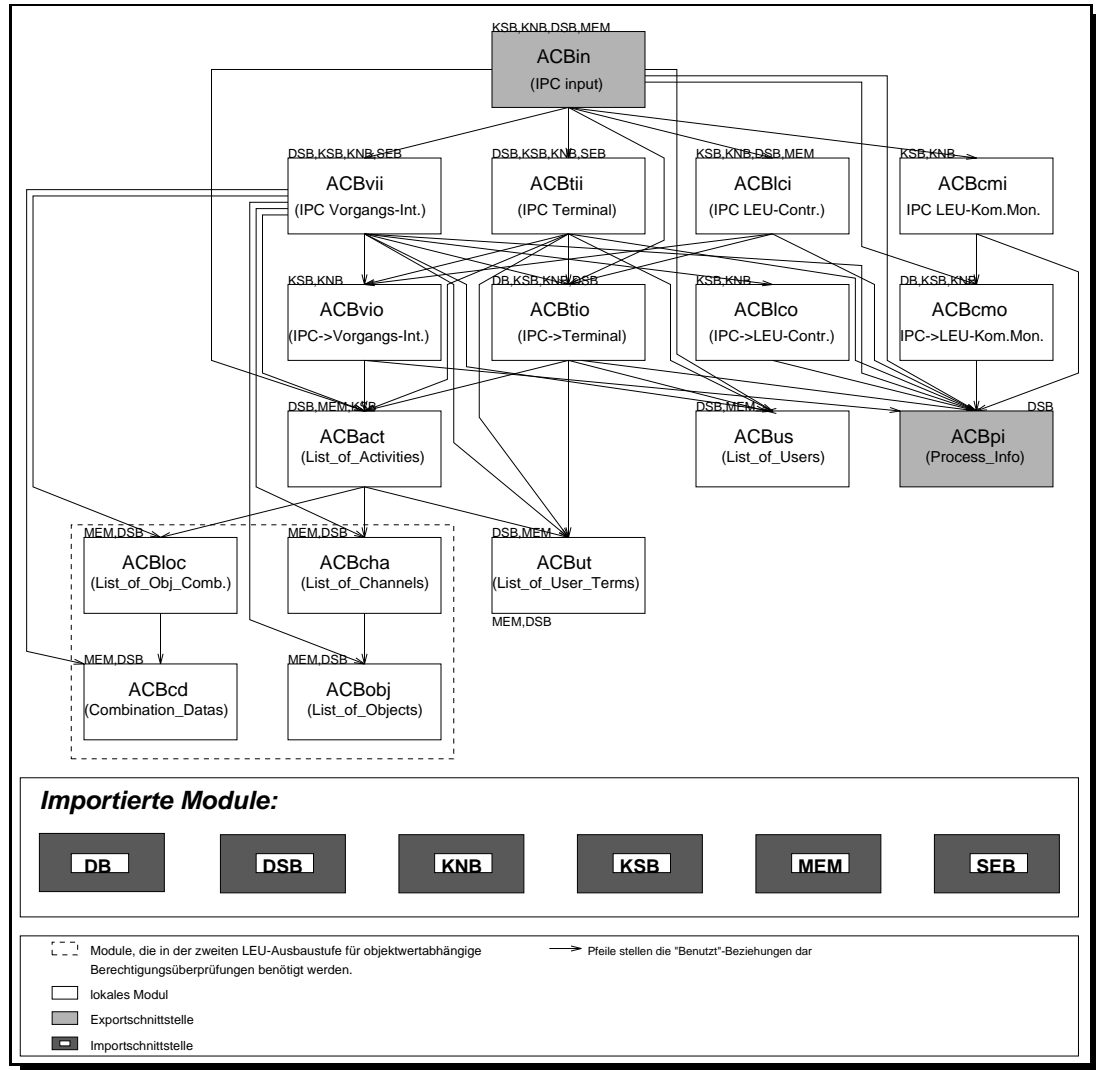 KSB,KNB,DSB,MEM
ACBin
(IPC input)
DSB,KSB,KNB,SEB
ACBvii
(IPC Vorgangs-Int.)
DSB,KSB,KNB,SEB
ACBtii
(IPC Terminal)
KSB,KNB,DSB,MEM
ACBlci
(IPC LEU-Contr.)
KSB,KNB
ACBcmi
IPC LEU-Kom.Mon.
KSB,KNB
ACBvio
(IPC->Vorgangs-Int.)
DB,KSB,KNB,DSB
ACBtio
(IPC->Terminal)
KSB,KNB
ACBlco
(IPC->LEU-Contr.)
DB,KSB,KNB
ACBcmo
IPC->LEU-Kom.Mon.
DSB,MEM,KSB
ACBact
(List_of_Activities)
DSB,MEM
ACBus
(List_of_Users)
DSB
ACBpi
(Process_Info)
MEM,DSB
ACBloc
(List_of_Obj_Comb.)
MEM,DSB
ACBcha
(List_of_Channels)
DSB,MEM
ACBut
(List_of_User_Terms)
MEM,DSB
MEM,DSB
ACBcd
(Combination_Datas)
MEM,DSB
ACBobj
(List_of_Objects)
Importierte Module:
DB
DSB
KNB
KSB
MEM
SEB
Module, die in der zweiten LEU-Ausbaustufe für objektwertabhängige
Berechtigungsüberprüfungen benötigt werden.
Pfeile stellen die "Benutzt"-Beziehungen dar
lokales Modul
Exportschnittstelle
Importschnittstelle